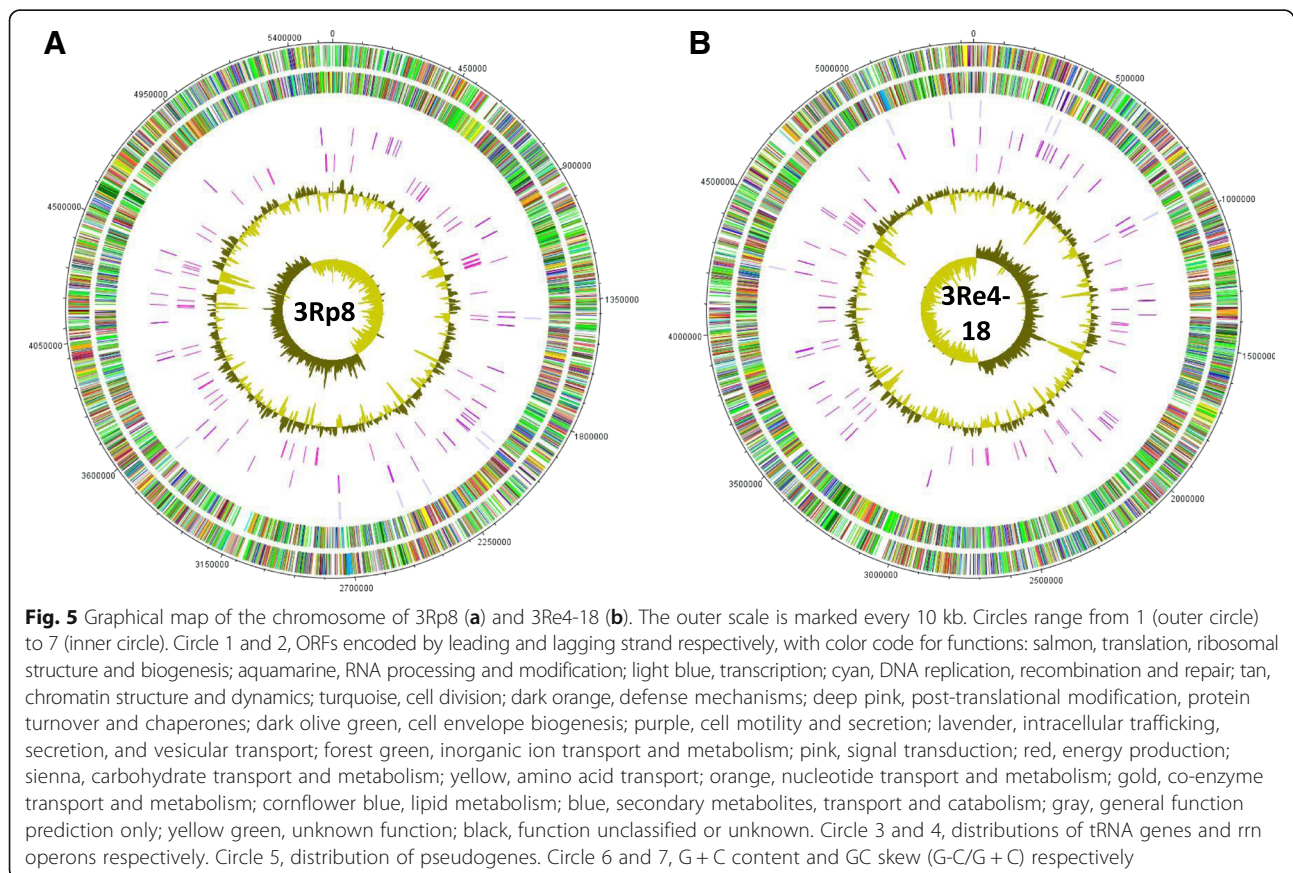 A
B
0
450000
900000
1350000
1800000
2250000
2700000
3150000
3600000
4050000
4500000
4950000
5400000
3Rp8
0
500000
1000000
1500000
2000000
2500000
3000000
3500000
4000000
4500000
5000000
3Re4-
18
Fig. 5 Graphical map of the chromosome of 3Rp8 (a) and 3Re4-18 (b). The outer scale is marked every 10 kb. Circles range from 1 (outer circle)
to 7 (inner circle). Circle 1 and 2, ORFs encoded by leading and lagging strand respectively, with color code for functions: salmon, translation, ribosomal
structure and biogenesis; aquamarine, RNA processing and modification; light blue, transcription; cyan, DNA replication, recombination and repair; tan,
chromatin structure and dynamics; turquoise, cell division; dark orange, defense mechanisms; deep pink, post-translational modification, protein
turnover and chaperones; dark olive green, cell envelope biogenesis; purple, cell motility and secretion; lavender, intracellular trafficking,
secretion, and vesicular transport; forest green, inorganic ion transport and metabolism; pink, signal transduction; red, energy production;
sienna, carbohydrate transport and metabolism; yellow, amino acid transport; orange, nucleotide transport and metabolism; gold, co-enzyme
transport and metabolism; cornflower blue, lipid metabolism; blue, secondary metabolites, transport and catabolism; gray, general function
prediction only; yellow green, unknown function; black, function unclassified or unknown. Circle 3 and 4, distributions of tRNA genes and rrn
operons respectively. Circle 5, distribution of pseudogenes. Circle 6 and 7, G + C content and GC skew (G-C/G + C) respectively